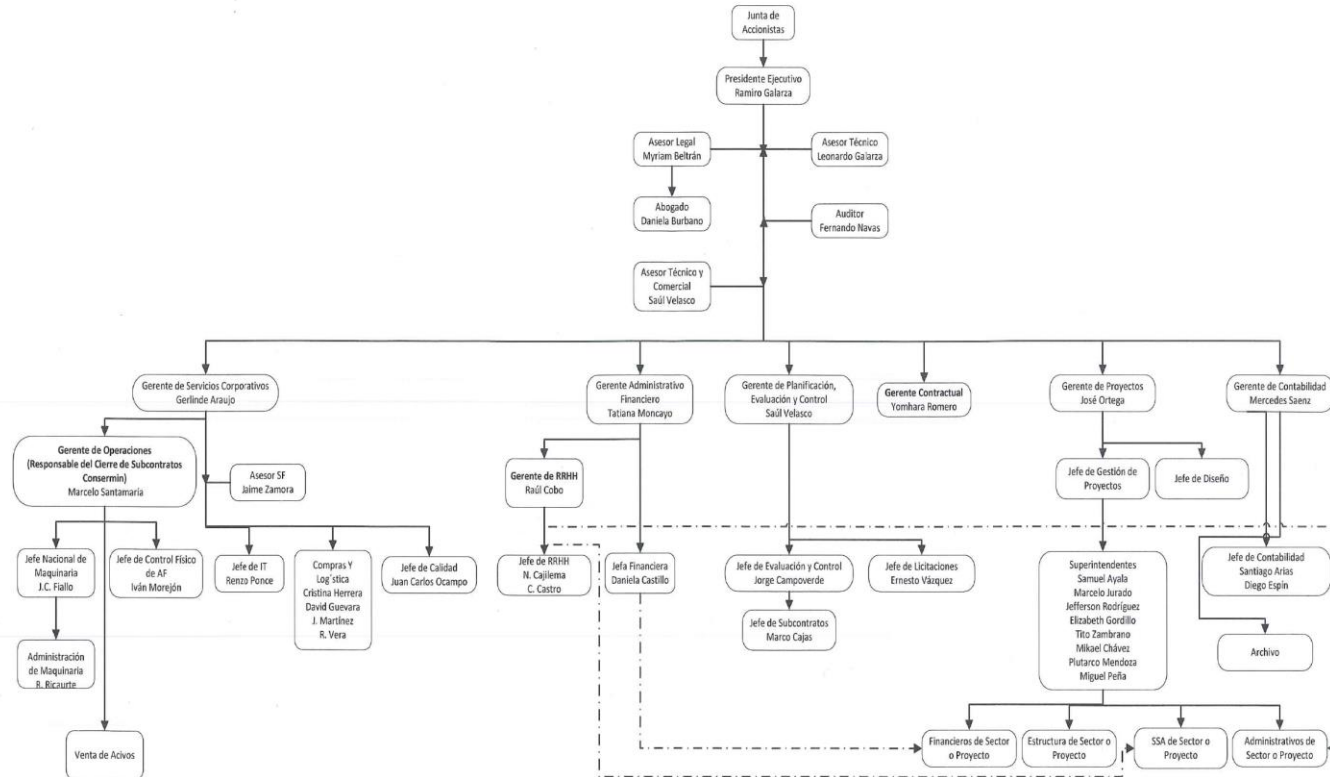 Junta de
Accionistas
Presidente Ejecutivo
Ramiro Galarza
Asesor Legal
Myriam Beltrán
Asesor Técnico
Leonardo Galarza
Abogado
Daniela Burbano
Auditor
Fernando Navas
Asesor Técnico y
Comercial
Saúl Velasco
Gerente de Servicios Corporativos
Gerlinde Araujo
Gerente Administrativo
Financiero
Tatiana Moncayo
Gerente de Planificación,
Evaluación y Control
Saúl Velasco
Gerente Contractual
Yomhara Romero
Gerente de Proyectos
José Ortega
Gerente de Contabilidad
Mercedes Saenz
Gerente de Operaciones
(Responsable del Cierre de Subcontratos
Consermin)
Marcelo Santamaría
Asesor SF
Jaime Zamora
Gerente de RRHH
Raúl Cobo
Jefe de Gestión de
Proyectos
Jefe de Diseño
Jefe Nacional de
Maquinaria
J.C. Fiallo
Jefe de Control Físico
de AF
Iván Morejón
Jefe de IT
Renzo Ponce
Compras Y
Log´stica
Cristina Herrera
David Guevara
J. Martínez
R. Vera
Jefe de Calidad
Juan Carlos Ocampo
Jefe de RRHH
N. Cajilema
C. Castro
Jefa Financiera
Daniela Castillo
Jefe de Evaluación y Control
Jorge Campoverde
Jefe de Licitaciones
Ernesto Vázquez
Superintendentes
Samuel Ayala
Marcelo Jurado
Jefferson Rodríguez
Elizabeth Gordillo
Tito Zambrano
Mikael Chávez
Plutarco Mendoza
Miguel Peña
Jefe de Contabilidad
Santiago Arias
Diego Espín
Jefe de Subcontratos
Marco Cajas
Archivo
Administración
de Maquinaria
R. Ricaurte
Venta de Acivos
Financieros de Sector
o Proyecto
Estructura de Sector o
Proyecto
SSA de Sector o
Proyecto
Administrativos de
Sector o Proyecto